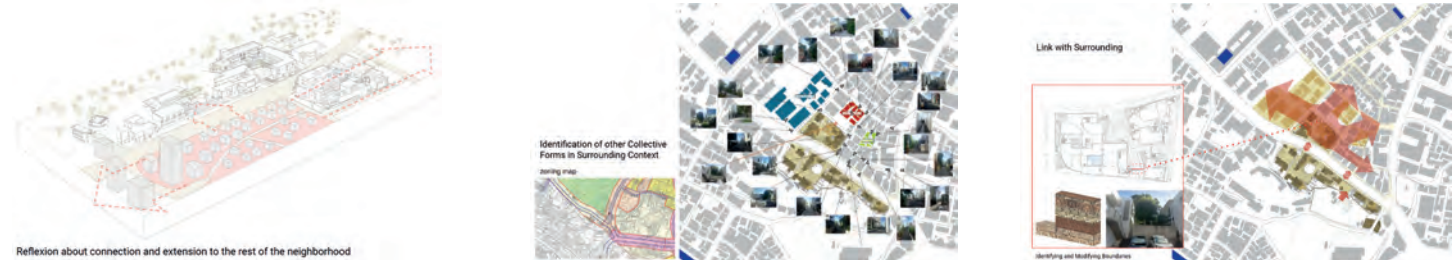 Reflexion about connection and extension to the rest of the neighborhood
Identification of other Collective
Forms in Surrounding Context
zoning map
Link with Surrounding
Identifying and Modifying Boundaries